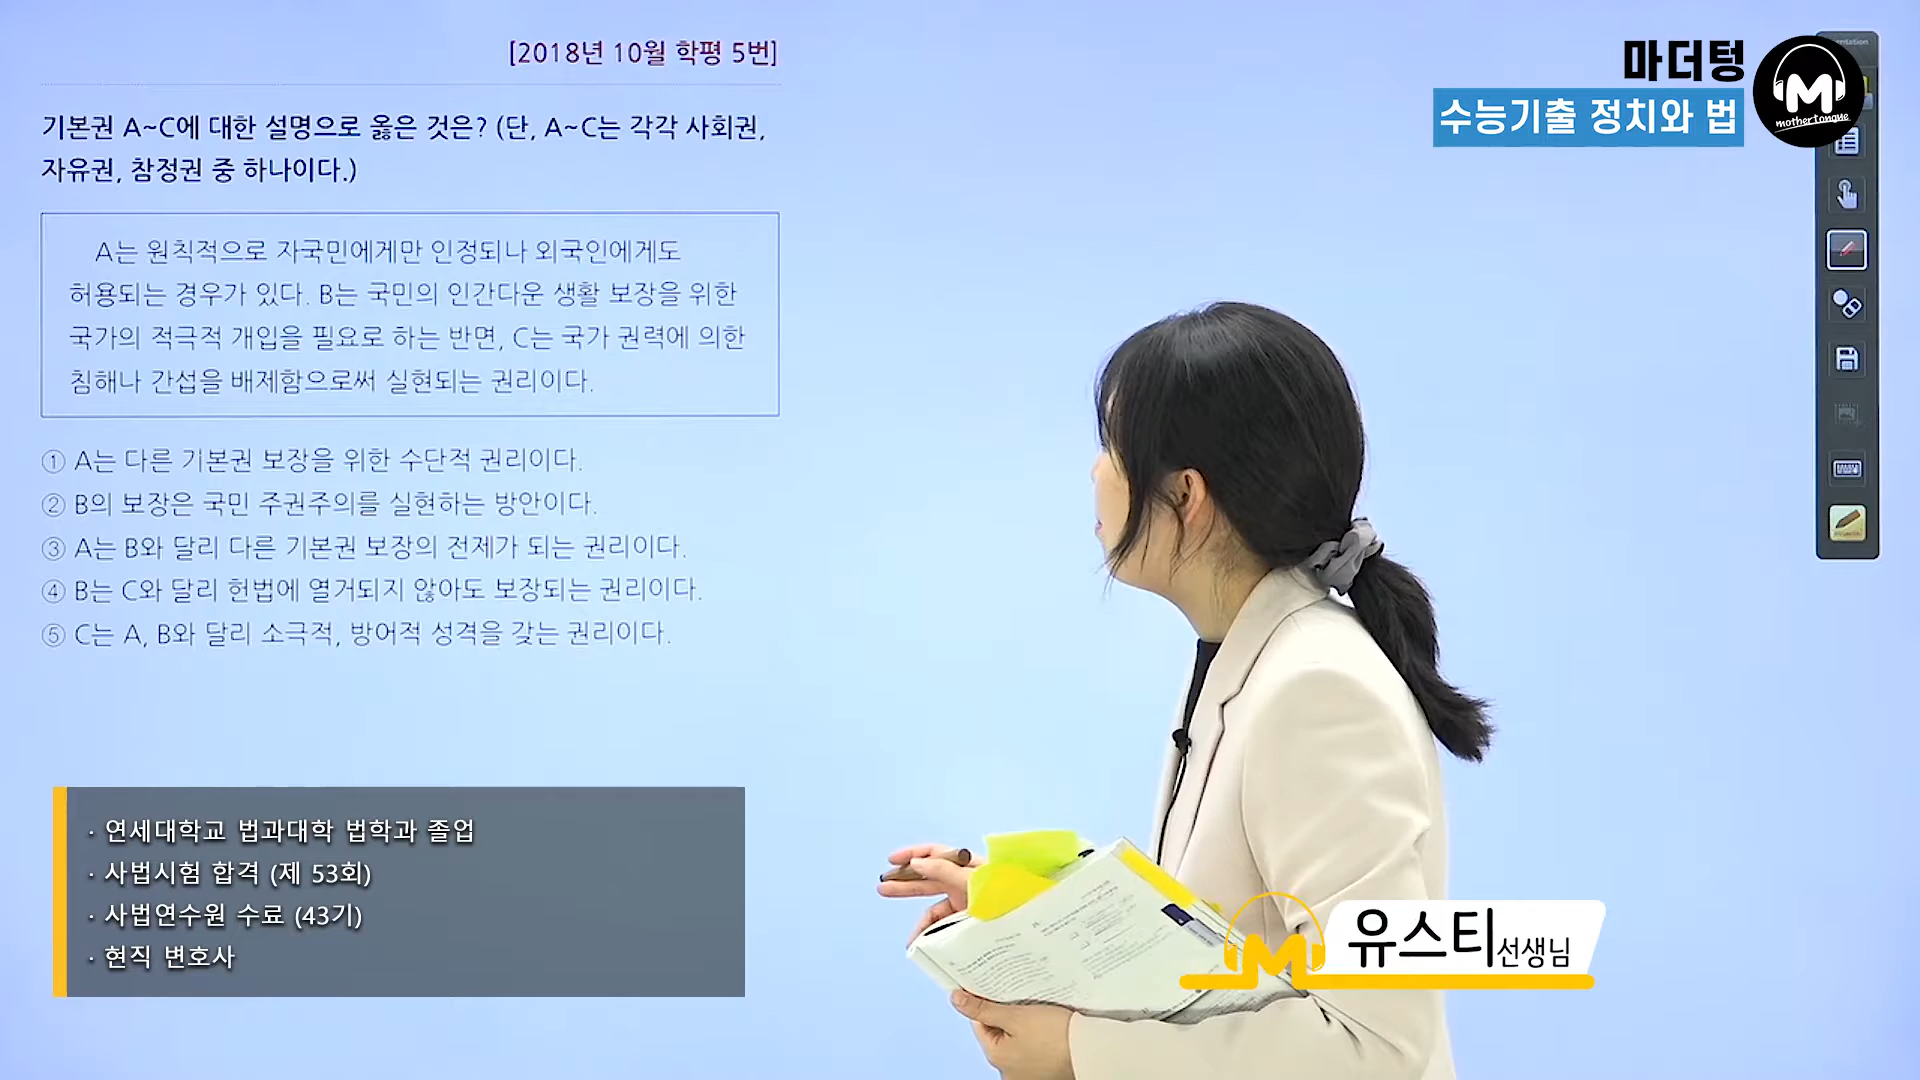 [2018년 10월 학평 5번]
기본권 A~C에 대한 설명으로 옳은 것은? (단, A~C는 각각 사회권,
자유권, 참정권 중 하나이다.)
A는 원칙적으로 자국민에게만 인정되나 외국인에게도
허용되는 경우가 있다. B는 국민의 인간다운 생활 보장을 위한
국가의 적극적 개입을 필요로 하는 반면, C는 국가 권력에 의한
침해나 간섭을 배제함으로써 실현되는 권리이다.
① A는 다른 기본권 보장을 위한 수단적 권리이다.
② B의 보장은 국민 주권주의를 실현하는 방안이다.
③ A는 B와 달리 다른 기본권 보장의 전제가 되는 권리이다.
④ B는 C와 달리 헌법에 열거되지 않아도 보장되는 권리이다.
⑤ C는 A, B와 달리 소극적, 방어적 성격을 갖는 권리이다.
마더텅
수능기출 정치와 법
M
mothertongue
· 연세대학교 법과대학 법학과 졸업
· 사법시험 합격 (제 53회)
· 사법연수원 수료 (43기)
· 현직 변호사
M
유스티선생님